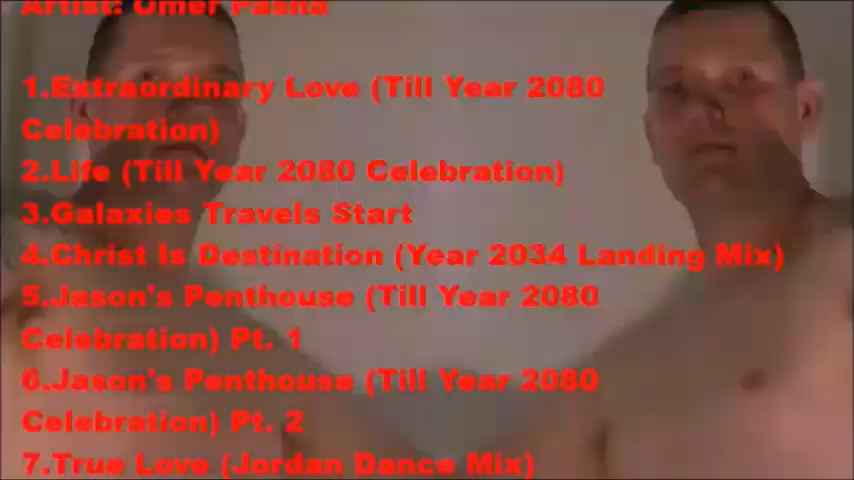 Artist: Omer Pasha
1.Extraordinary Love (Till Year 2080
Celebration)
2.Life (Till Year 2080 Celebration)
3.Galaxies Travels Start
4.Christ Is Destination (Year 2034 Landing Mix)
5.Jason's Penthouse (Till Year 2080
Celebration) Pt. 1
6.Jason's Penthouse (Till Year 2080
Celebration) Pt. 2
7.True Love (Jordan Dance Mix)